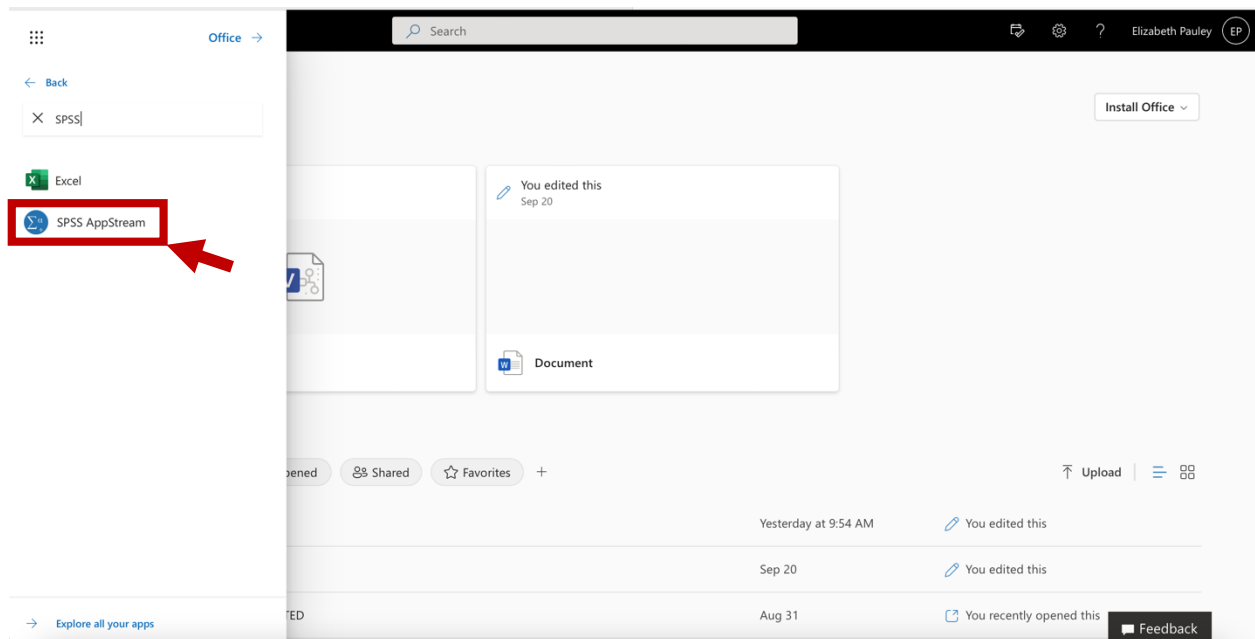 Office →
Search
?
Elizabeth Pauley
EP
← Back
SPSS
Install Office
Excel
SPSS AppStream
You edited this
Sep 20
W
Document
Shared
Favorites
+
Upload
Yesterday at 9:54 AM
You edited this
Sep 20
You edited this
Aug 31
You recently opened this
→ Explore all your apps
Feedback